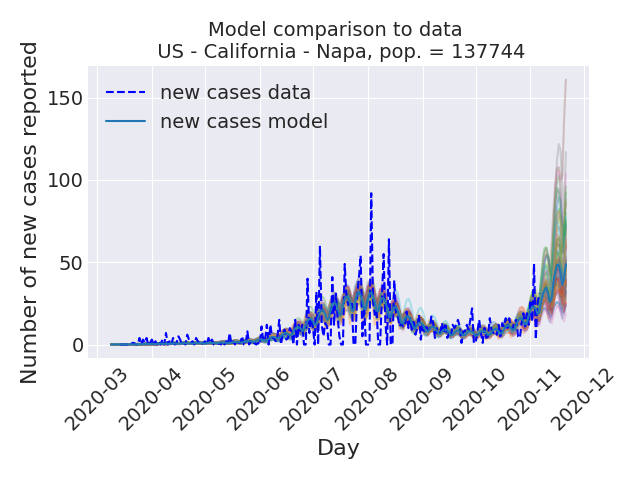 Model comparison to data
US - California - Napa, pop. = 137744
Number of new cases reported
150
100
50
0
new cases data
new cases model
2020-03
2020-04
2020-05
2020-06
2020-07
2020-08
2020-09
2020-10
2020-11
2020-12
Day